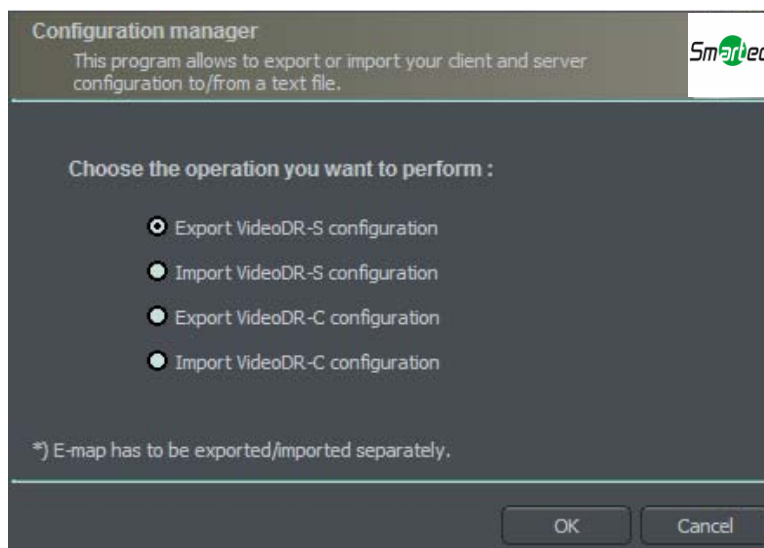 Configuration manager
This program allows to export or import your client and server
configuration to/from a text file.
Smartec
Choose the operation you want to perform :
Export VideoDR-S configuration
Import VideoDR-S configuration
Export VideoDR-C configuration
Import VideoDR-C configuration
*) E-map has to be exported/imported separately.
OK
Cancel